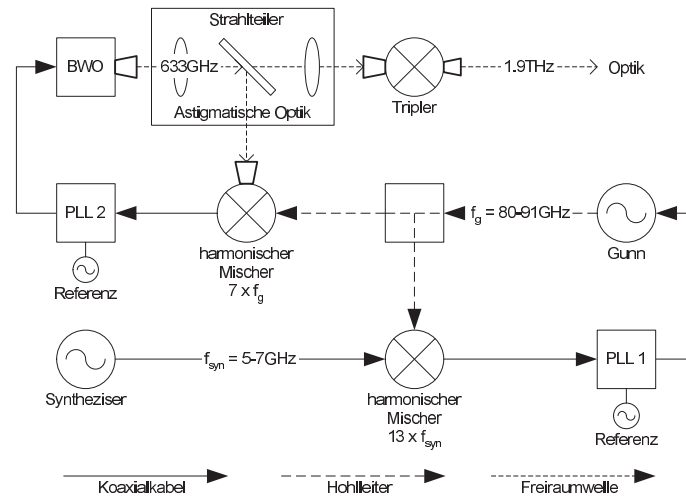 Strahlteiler
BWO
633GHz
1.9THz
Optik
Astigmatische Optik
Tripler
PLL 2
f_g = 80-91GHz
Gunn
harmonischer
Mischer
7 x f_g
Referenz
f_syn = 5-7GHz
PLL 1
Syntheziser
harmonischer
Mischer
13 x f_syn
Referenz
Koaxialkabel
Hohlleiter
Freiraumwelle